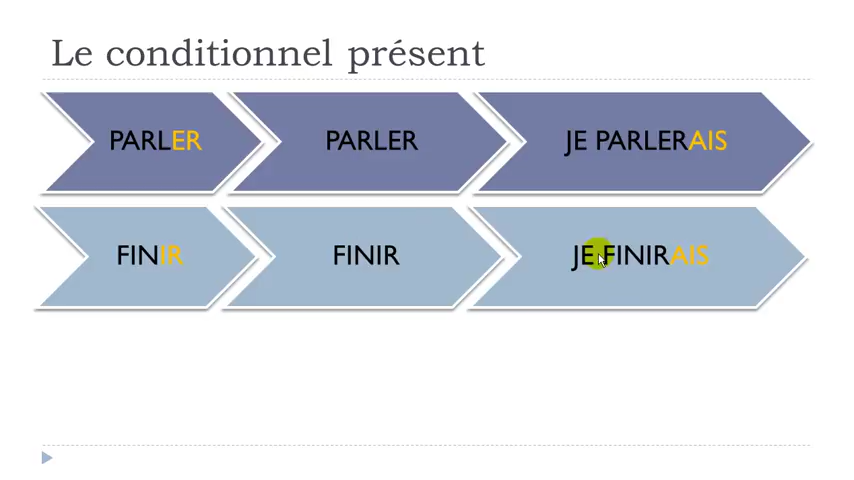 Le conditionnel présent
PARLER PARLER JE PARLERAIS
FINIR FINIR JE FINIRAIS